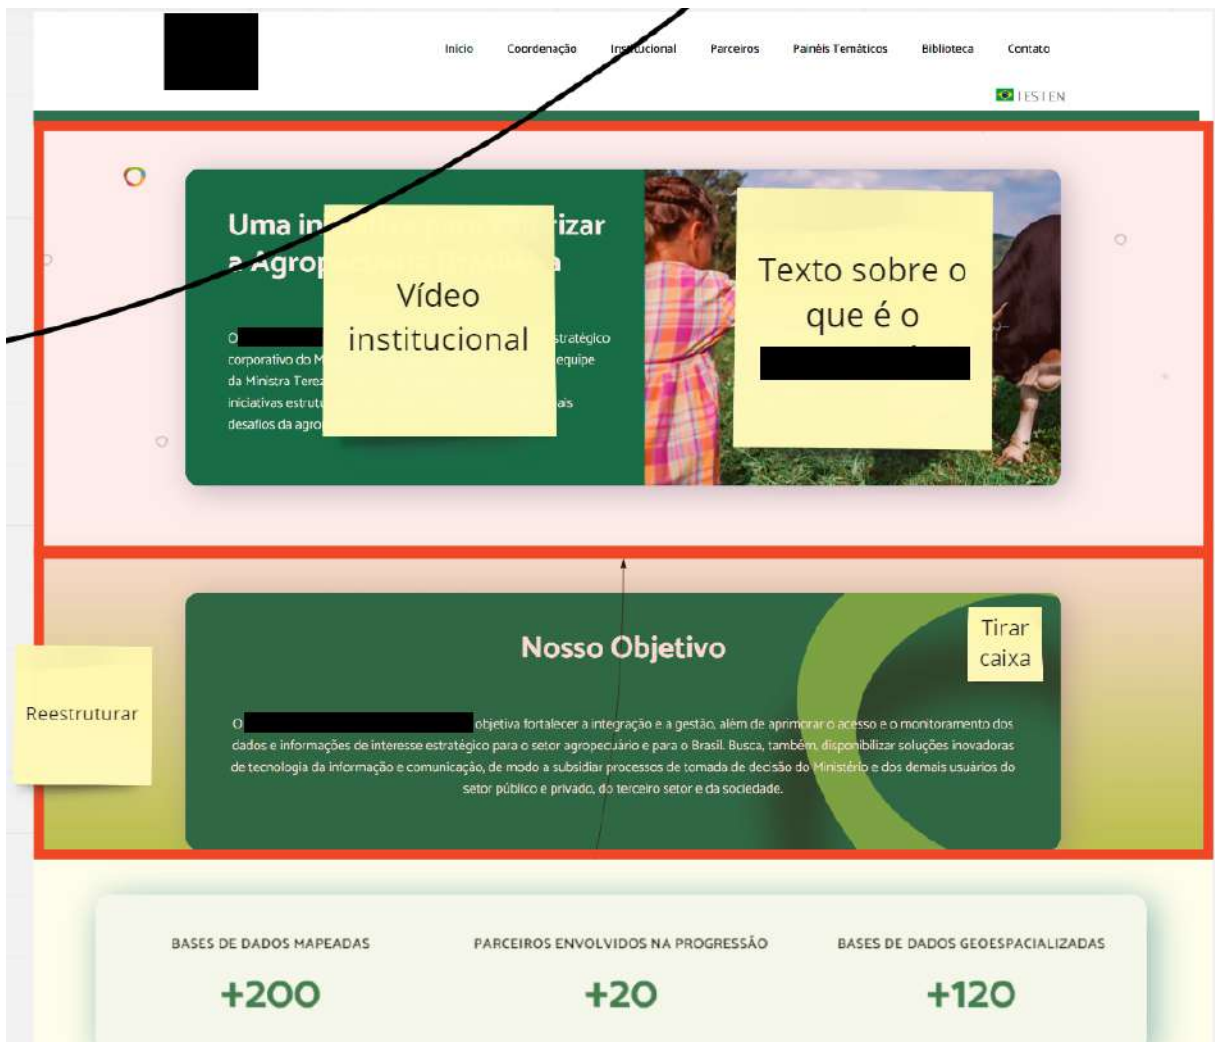 Início Coordenação Institucional Parceiros Painéis Temáticos Biblioteca Contato
| ES | EN
Uma in rizar
a Agrop a
Vídeo
institucional
Texto sobre o
que é o
O stratégico
corporativo do M equipe
da Ministra Terez
iniciativas estrutu ais
desafios da agrop
Nosso Objetivo
Tirar
caixa
Reestruturar
O objetiva fortalecer a integração e a gestão, além de aprimorar o acesso e o monitoramento dos
dados e informações de interesse estratégico para o setor agropecuário e para o Brasil. Busca, também, disponibilizar soluções inovadoras
de tecnologia da informação e comunicação, de modo a subsidiar processos de tomada de decisão do Ministério e dos demais usuários do
setor público e privado, do terceiro setor e da sociedade.
BASES DE DADOS MAPEADAS PARCEIROS ENVOLVIDOS NA PROGRESSÃO BASES DE DADOS GEOESPACIALIZADAS
+200 +20 +120